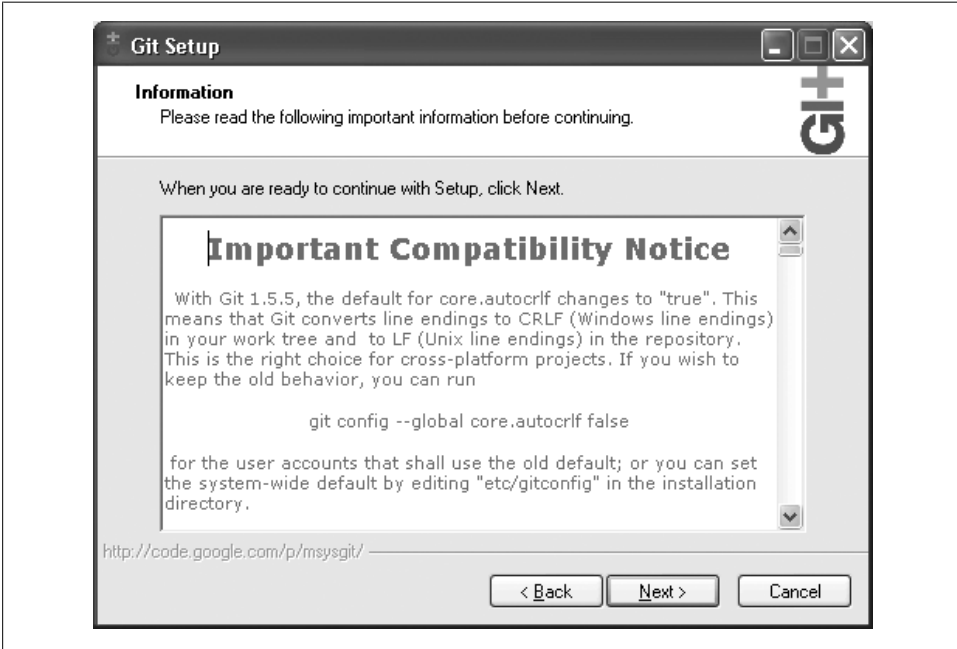 Git Setup
Information
Please read the following important information before continuing.
GIT
When you are ready to continue with Setup, click Next.
Important Compatibility Notice
With Git 1.5.5, the default for core.autocrlf changes to "true". This
means that Git converts line endings to CRLF (Windows line endings)
in your work tree and  to LF (Unix line endings) in the repository.
This is the right choice for cross-platform projects. If you wish to
keep the old behavior, you can run
git config --global core.autocrlf false
for the user accounts that shall use the old default; or you can set
the system-wide default by editing "etc/gitconfig" in the installation
directory.
http://code.google.com/p/msysgit/
< Back
Next >
Cancel